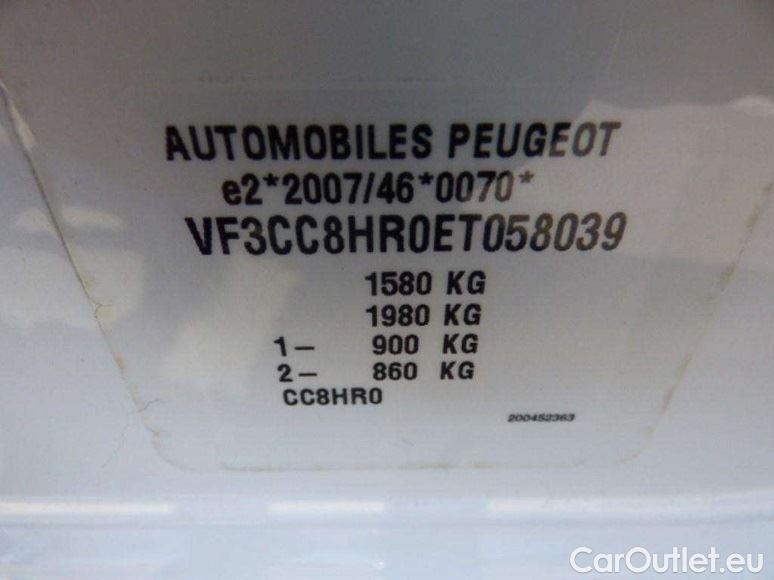 AUTOMOBILES PEUGEOT
e2*2007/46*0070*
VF3CC8HR0ET058039
1580 KG
1980 KG
1– 900 KG
2– 860 KG
CC8HR0
200452363
CarOutlet.eu